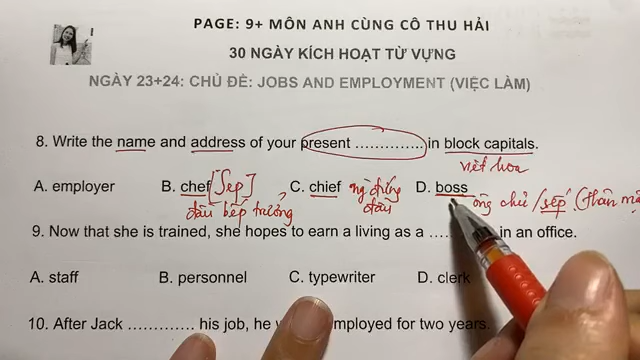 PAGE: 9+ MÔN ANH CÙNG CÔ THU HẢI
30 NGÀY KÍCH HOẠT TỪ VỰNG
NGÀY 23+24: CHỦ ĐỀ: JOBS AND EMPLOYMENT (VIỆC LÀM)
8. Write the name and address of your present ………….. in block capitals.
viết hoa
A. employer B. chef [ʃep] C. chief ng' đứng D. boss
đầu bếp trưởng đầu ông chủ / sếp (thân
9. Now that she is trained, she hopes to earn a living as a …. in an office.
A. staff B. personnel C. typewriter D. clerk
10. After Jack …………. his job, he mployed for two years.